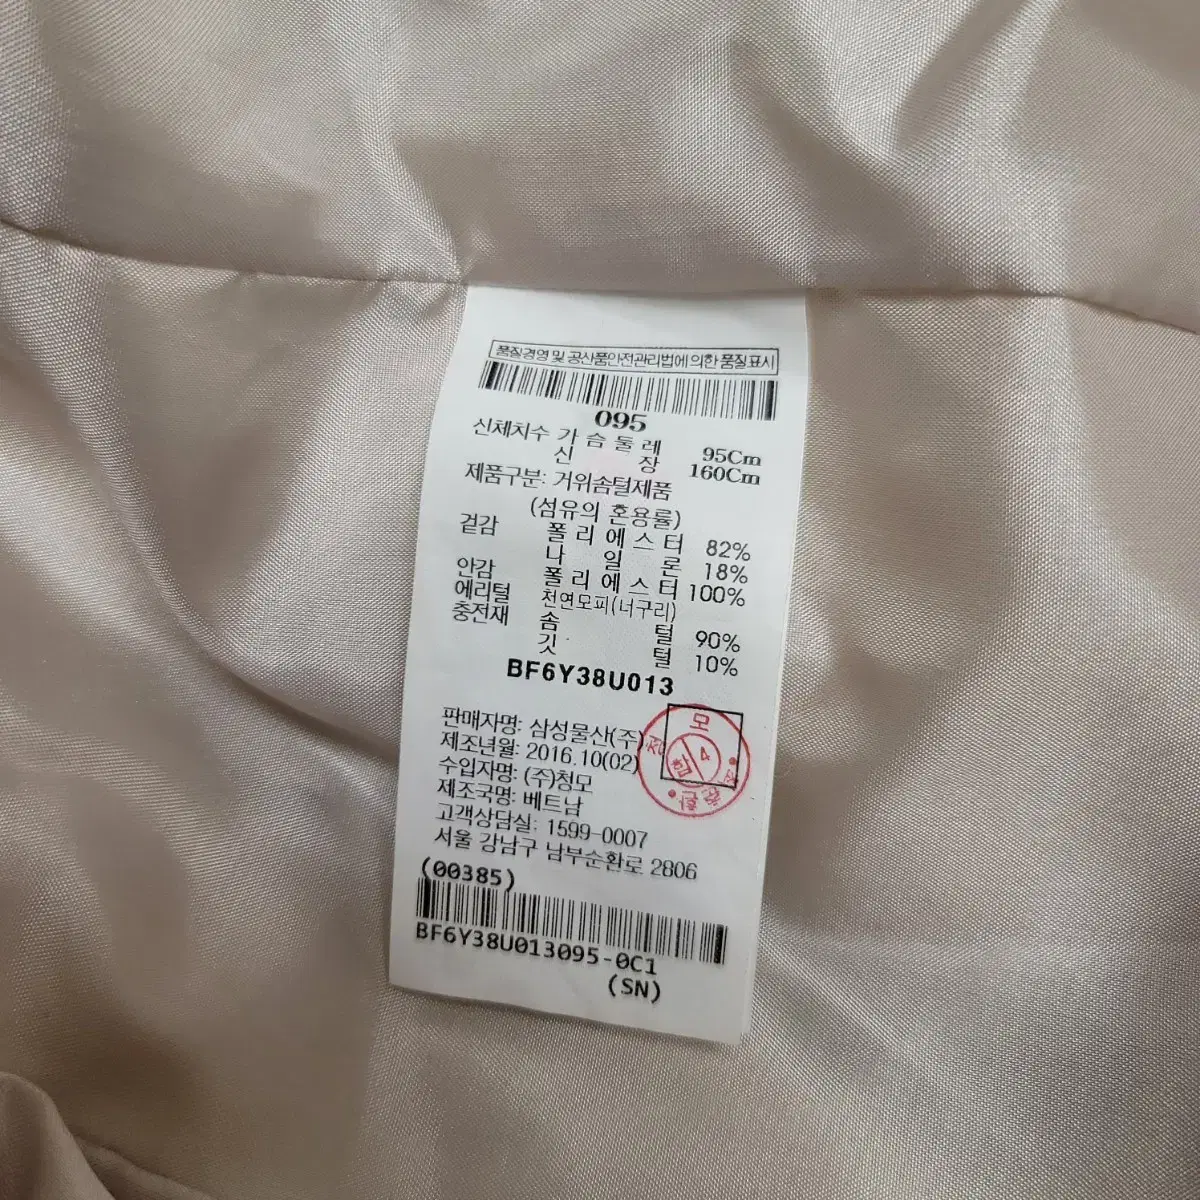 품질경영 및 공산품안전관리법에 의한 품질표시
095
신체치수 가 슴 둘 레 95Cm
신 장 160Cm
제품구분: 거위솜털제품
(섬유의 혼용률)
겉감 폴 리 에 스 터 82%
나 일 론 18%
안감 폴 리 에 스 터 100%
에리털 천연모피(너구리)
충전재 솜 털 90%
깃 털 10%
BF6Y38U013
판매자명: 삼성물산(주)
제조년월: 2016.10(02)
수입자명: (주)청모
제조국명: 베트남
고객상담실: 1599-0007
서울 강남구 남부순환로 2806
(00385)
BF6Y38U013095-0C1
(SN)
모
합 4